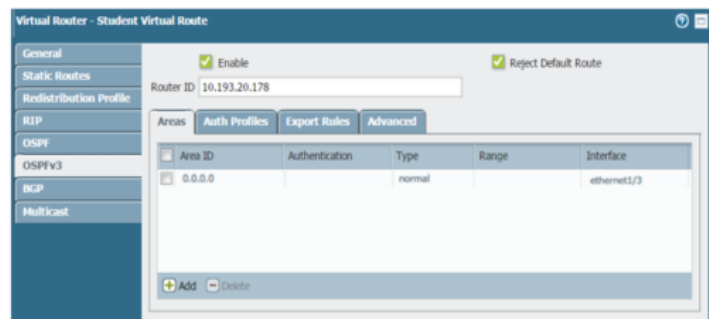 Virtual Router - Student Virtual Route
General
Static Routes
Redistribution Profile
RIP
OSPF
OSPFv3
BGP
Multicast
Enable Reject Default Route
Router ID 10.193.20.178
Areas Auth Profiles Export Rules Advanced
Area ID Authentication Type Range Interface
0.0.0.0 normal ethernet1/3
Add Delete